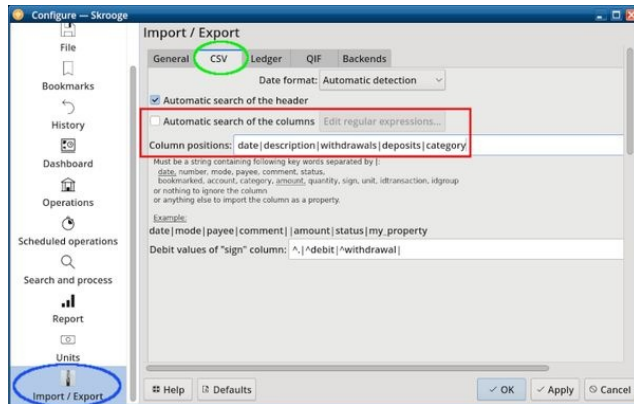 Configure — Skrooge
File
Bookmarks
History
Dashboard
Operations
Scheduled operations
Search and process
Report
Units
Import / Export
Import / Export
General CSV Ledger QIF Backends
Date format: Automatic detection
Automatic search of the header
Automatic search of the columns Edit regular expressions...
Column positions: date|description|withdrawals|deposits|category
Must be a string containing following key words separated by |:
date, number, mode, payee, comment, status,
bookmarked, account, category, amount, quantity, sign, unit, idtransaction, idgroup
or nothing to ignore the column
or anything else to import the column as a property.
Example:
date|mode|payee|comment||amount|status|my_property
Debit values of "sign" column: ^.|^debit|^withdrawal|
Help Defaults OK Apply Cancel